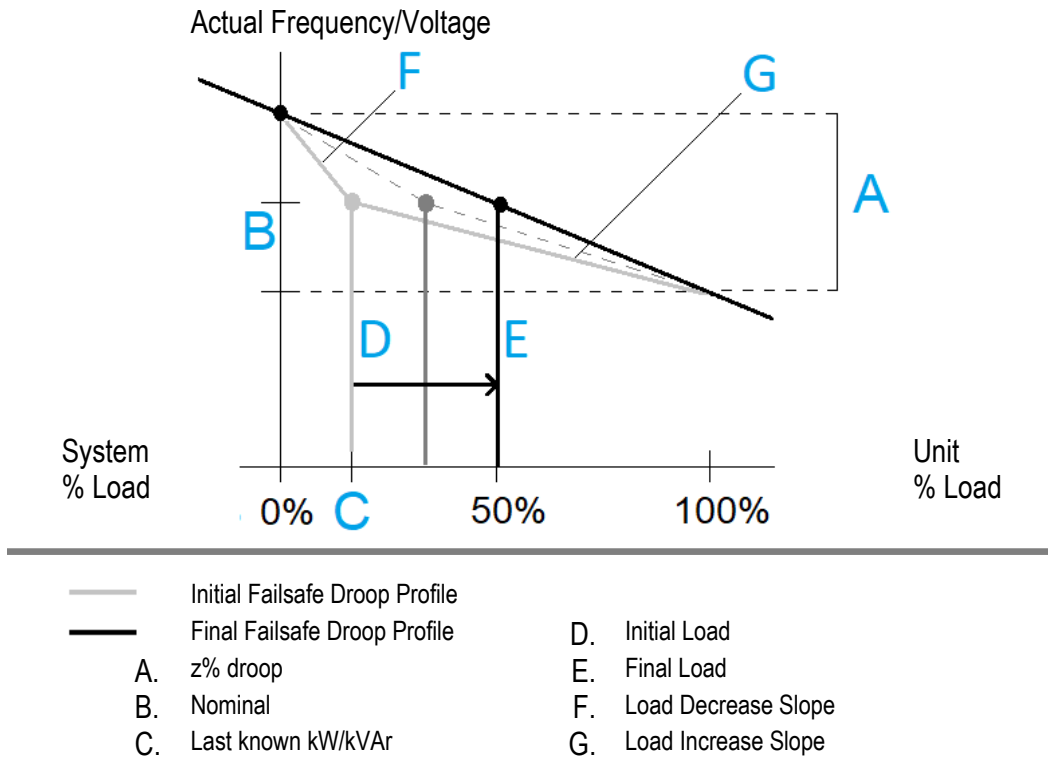 Actual Frequency/Voltage
F
G
A
B
D
E
System
% Load
Unit
% Load
0%
C
50%
100%
Initial Failsafe Droop Profile
Final Failsafe Droop Profile
A. z% droop
B. Nominal
C. Last known kW/kVAr
D. Initial Load
E. Final Load
F. Load Decrease Slope
G. Load Increase Slope